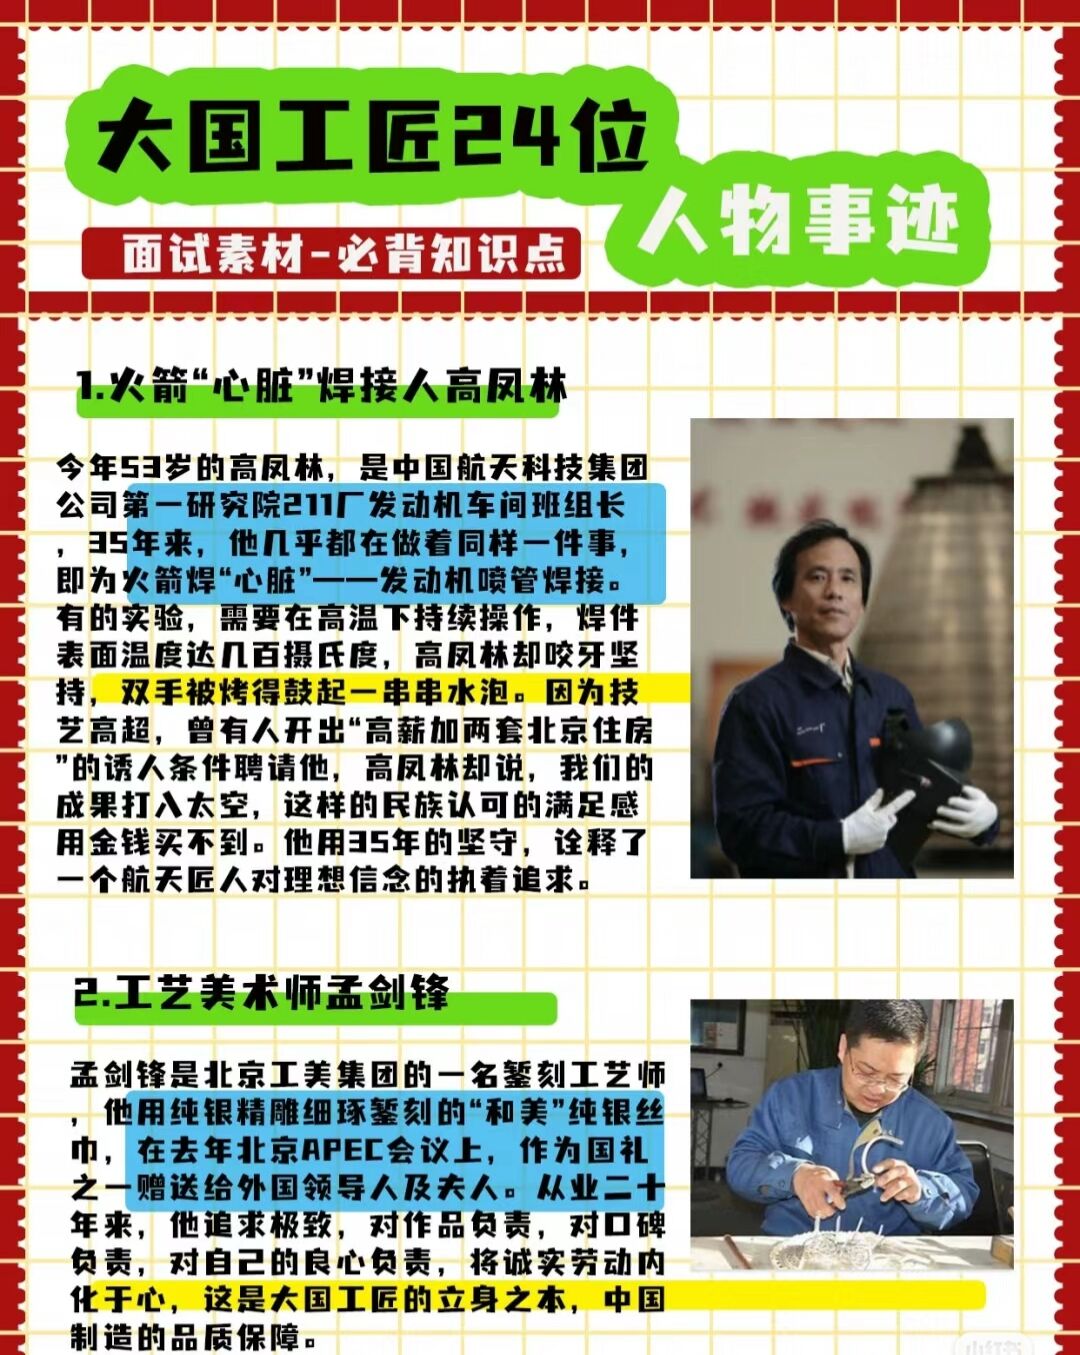 大国工匠24位
人物事迹
面试素材-必背知识点
1.火箭“心脏”焊接人高凤林
今年53岁的高凤林，是中国航天科技集团
公司第一研究院211厂发动机车间班组长
，35年来，他几乎都在做着同样一件事，
即为火箭焊“心脏”——发动机喷管焊接。
有的实验，需要在高温下持续操作，焊件
表面温度达几百摄氏度，高凤林却咬牙坚
持，双手被烤得鼓起一串串水泡。因为技
艺高超，曾有人开出“高薪加两套北京住房
”的诱人条件聘请他，高凤林却说，我们的
成果打入太空，这样的民族认可的满足感
用金钱买不到。他用35年的坚守，诠释了
一个航天匠人对理想信念的执着追求。
2.工艺美术师孟剑锋
孟剑锋是北京工美集团的一名錾刻工艺师
，他用纯银精雕细琢錾刻的“和美”纯银丝
巾，在去年北京APEC会议上，作为国礼
之一赠送给外国领导人及夫人。从业二十
年来，他追求极致，对作品负责，对口碑
负责，对自己的良心负责，将诚实劳动内
化于心，这是大国工匠的立身之本，中国
制造的品质保障。